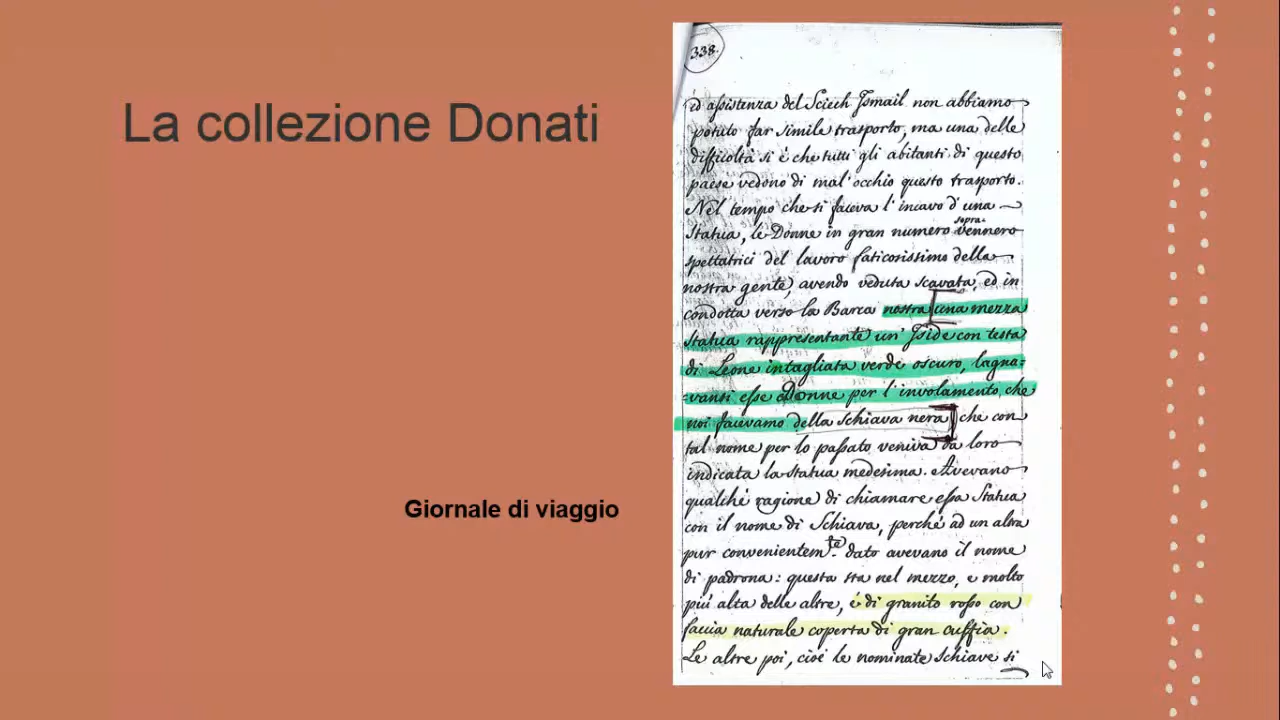 La collezione Donati
Giornale di viaggio
338.
ed assistenza del Sciech Ismail non abbiamo
potuto far simile trasporto, ma una delle
difficoltà si è che tutti gli abitanti di questo
paese vedono di mal'occhio questo trasporto.
Nel tempo che si faceva l'incavo d'una
sopra-
Statua, le Donne in gran numero vennero
spettatrici del lavoro faticosissimo della
nostra gente, avendo veduta scavata, ed in
condotta verso la Barca nostra una mezza
statua rappresentante un'Iside con testa
di Leone intagliata verde oscuro, lagna=
=vansi esse Donne per l'involamento, che
noi facevamo della schiava nera, che con
tal nome per lo passato veniva da loro
indicata la statua medesima. Avevano
qualche ragione di chiamare essa Statua
con il nome di Schiava, perché ad un altra
pur convenientem.te dato avevano il nome
di padrona: questa sta nel mezzo, e molto
piu' alta delle altre, é di granito rosso con
faccia naturale coperta di gran cuffia.
Le altre poi, cioé le nominate Schiave si